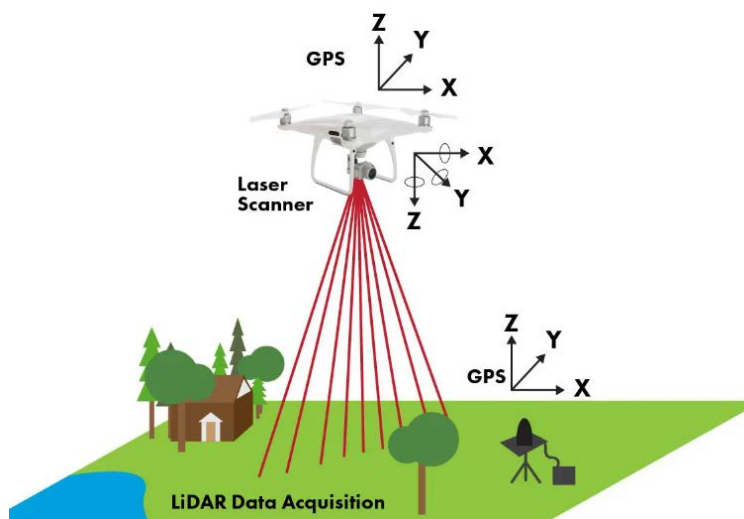 Z
Y
GPS
X
X
Laser
Scanner
Y
Z
Z
Y
GPS
X
LiDAR Data Acquisition